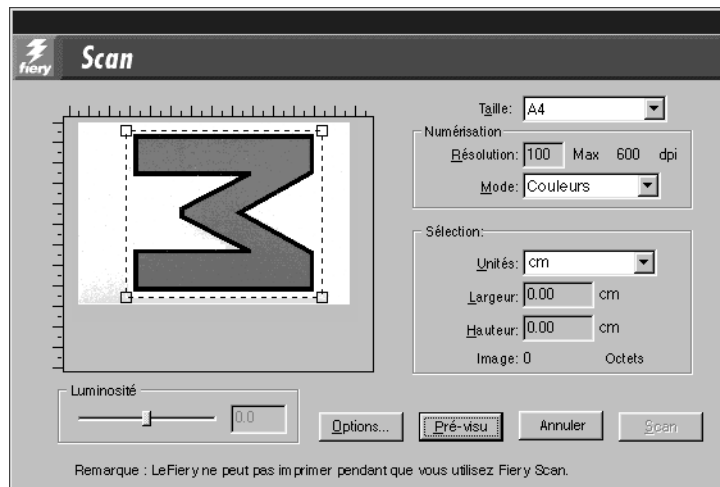 fiery
Scan
Taille: A4
Numérisation
Résolution: 100 Max 600 dpi
Mode: Couleurs
Sélection:
Unités: cm
Largeur: 0.00 cm
Hauteur: 0.00 cm
Image: 0 Octets
Luminosité
0.0
Options... Pré-visu Annuler Scan
Remarque : LeFiery ne peut pas imprimer pendant que vous utilisez Fiery Scan.